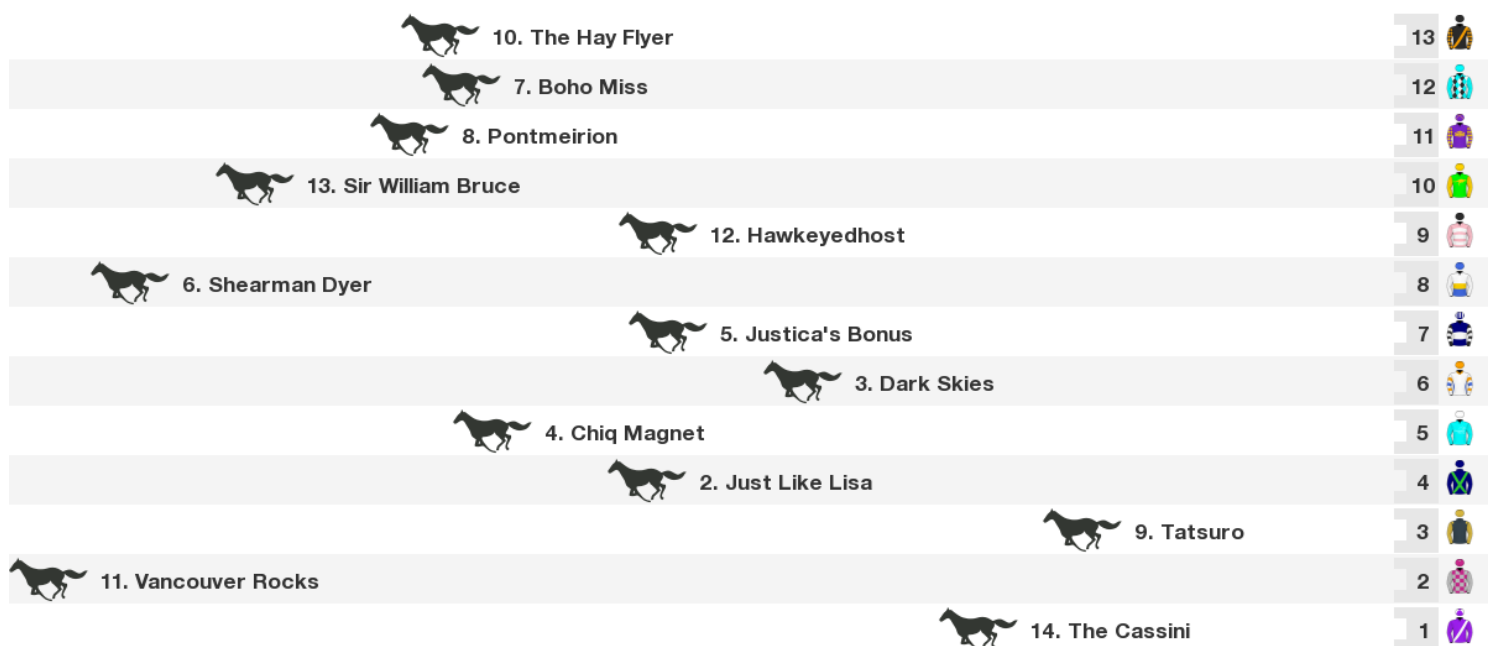 10. The Hay Flyer 13
7. Boho Miss 12
8. Pontmeirion 11
13. Sir William Bruce 10
12. Hawkeyedhost 9
6. Shearman Dyer 8
5. Justica's Bonus 7
3. Dark Skies 6
4. Chiq Magnet 5
2. Just Like Lisa 4
9. Tatsuro 3
11. Vancouver Rocks 2
14. The Cassini 1